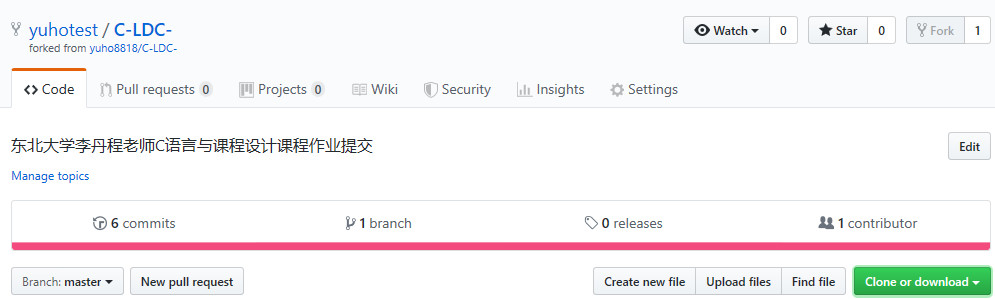 yuhotest / C-LDC-
Watch 0 Star 0 Fork 1
forked from yuho8818/C-LDC-
Code Pull requests 0 Projects 0 Wiki Security Insights Settings
东北大学李丹程老师C语言与课程设计课程作业提交
Edit
Manage topics
6 commits 1 branch 0 releases 1 contributor
Branch: master New pull request Create new file Upload files Find file Clone or download